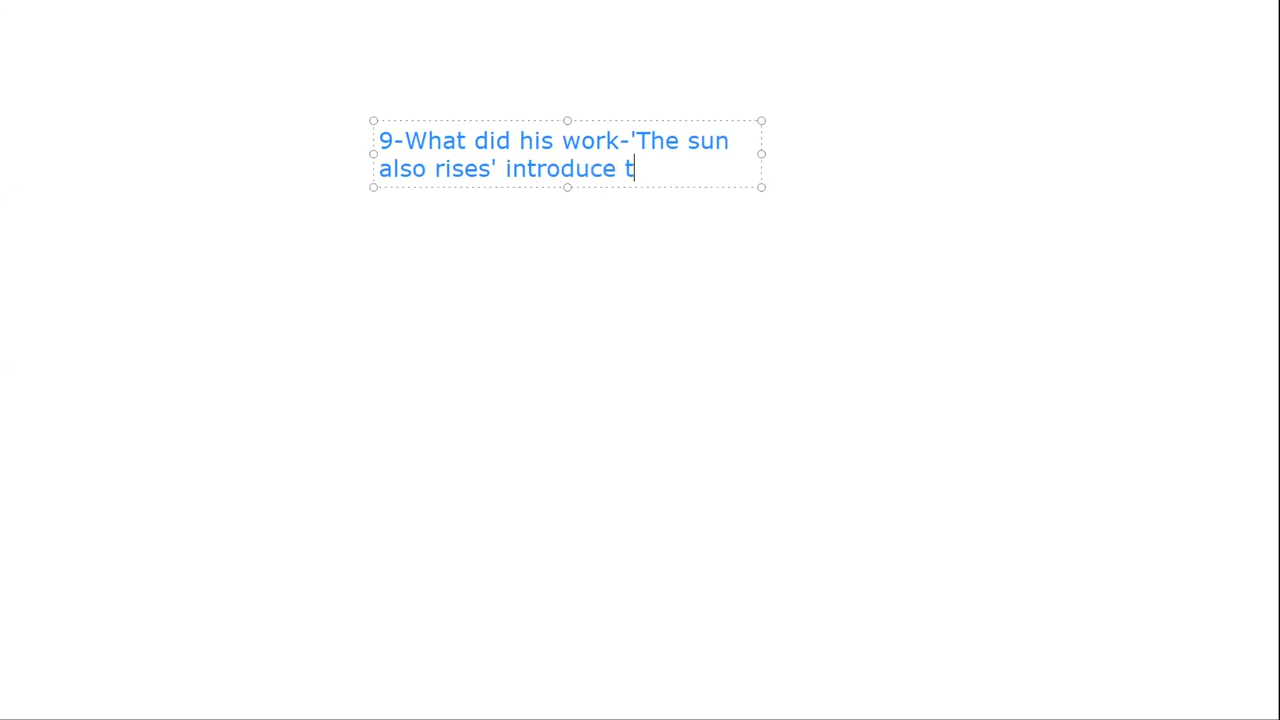 9-What did his work-'The sun
also rises' introduce t